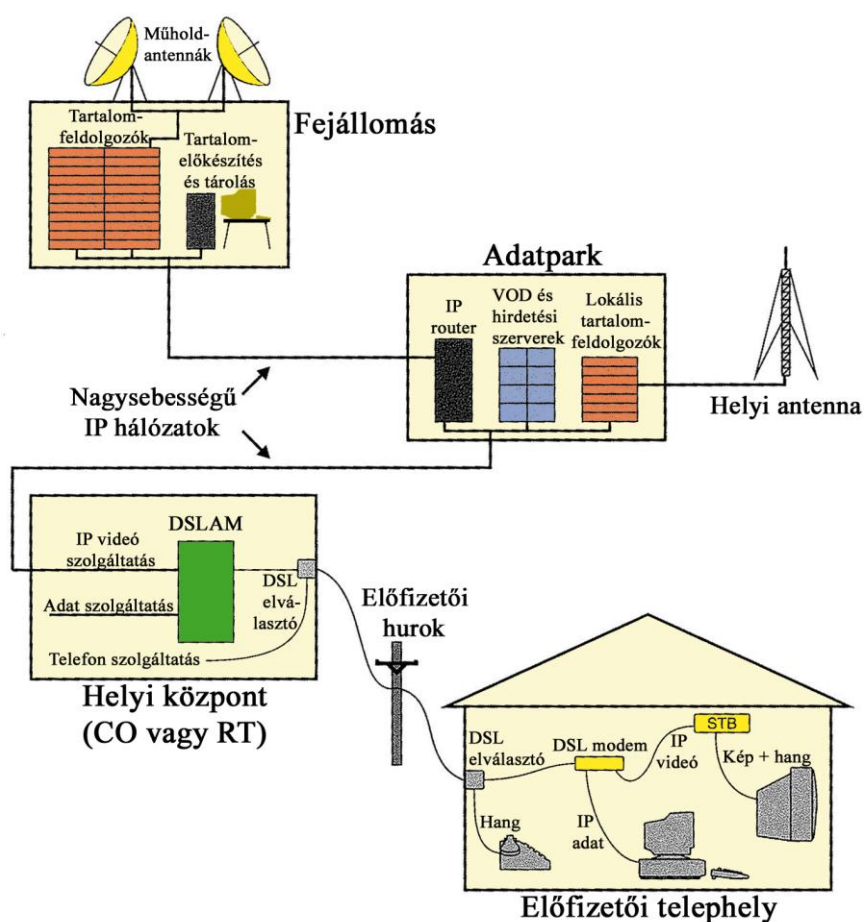 Műhold-
antennák
Tartalom-
feldolgozók
Tartalom-
előkészítés
és tárolás
Fejállomás
Adatpark
IP
router
VOD és
hirdetési
szerverek
Lokális
tartalom-
feldolgozók
Helyi antenna
Nagysebességű
IP hálózatok
DSLAM
IP videó
szolgáltatás
Adat szolgáltatás
Telefon szolgáltatás
DSL
elvá-
lasztó
Helyi központ
(CO vagy RT)
Előfizetői
hurok
DSL
elválasztó
DSL modem
IP
videó
STB
Kép + hang
Hang
IP
adat
Előfizetői telephely